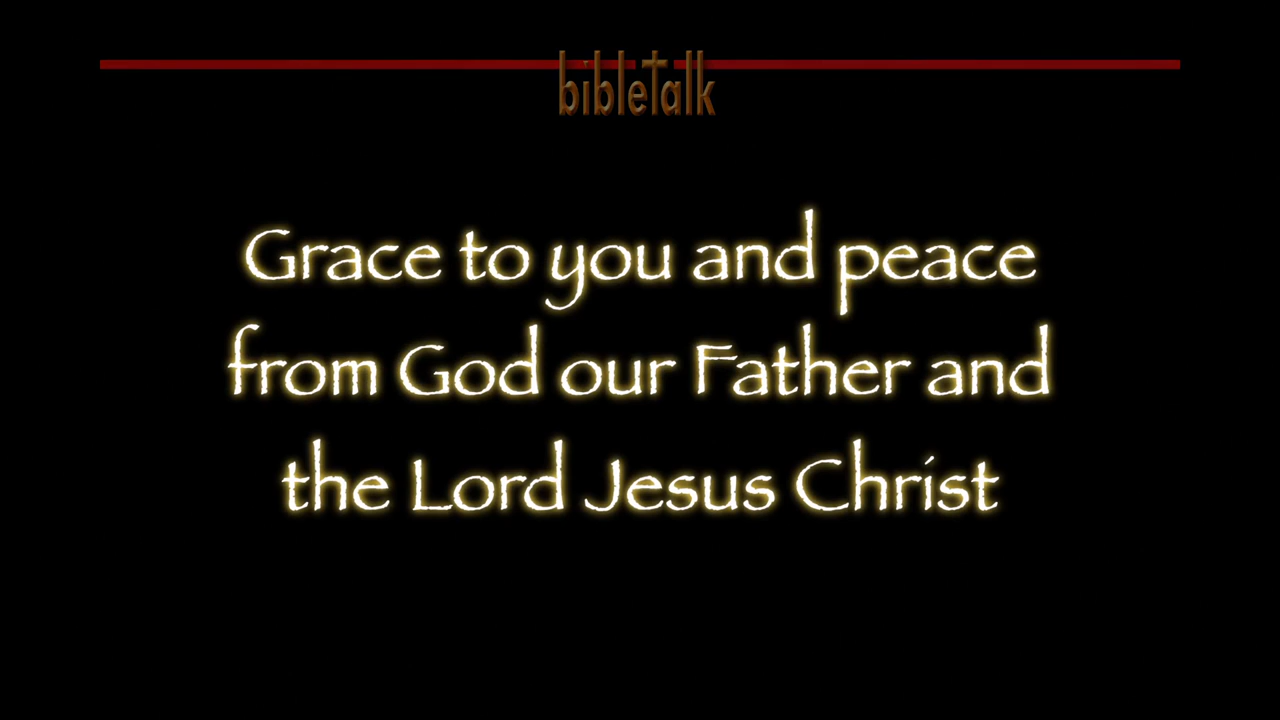 bibleTalk
Grace to you and peace
from God our Father and
the Lord Jesus Christ